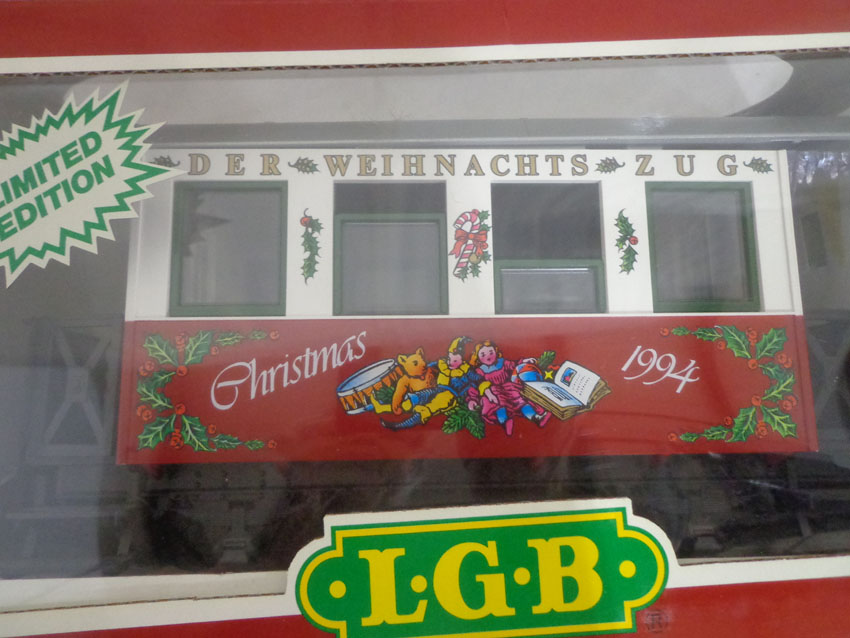 LIMITED
EDITION
DER WEIHNACHTS ZUG
Christmas
1994
L·G·B